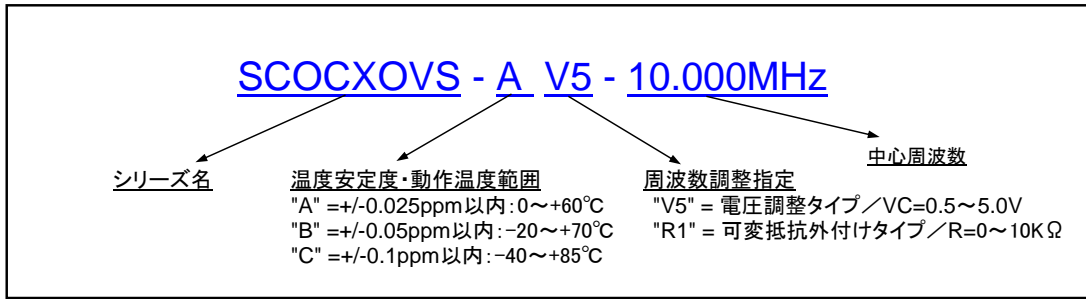 SCOCXOVS - A V5 - 10.000MHz
中心周波数
シリーズ名
温度安定度・動作温度範囲
"A" =+/-0.025ppm以内:0~+60℃
"B" =+/-0.05ppm以内:-20~+70℃
"C" =+/-0.1ppm以内:-40~+85℃
周波数調整指定
"V5" = 電圧調整タイプ/VC=0.5~5.0V
"R1" = 可変抵抗外付けタイプ/R=0~10KΩ